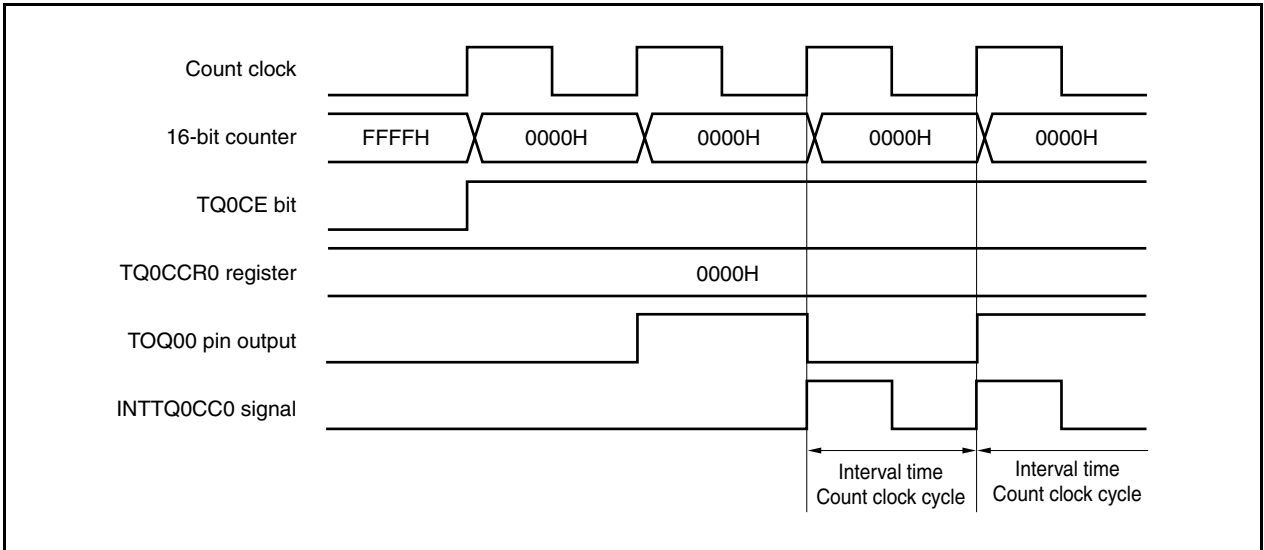 Count clock
16-bit counter
FFFFH
0000H
0000H
0000H
0000H
TQ0CE bit
TQ0CCR0 register
0000H
TOQ00 pin output
INTTQ0CC0 signal
Interval time
Count clock cycle
Interval time
Count clock cycle